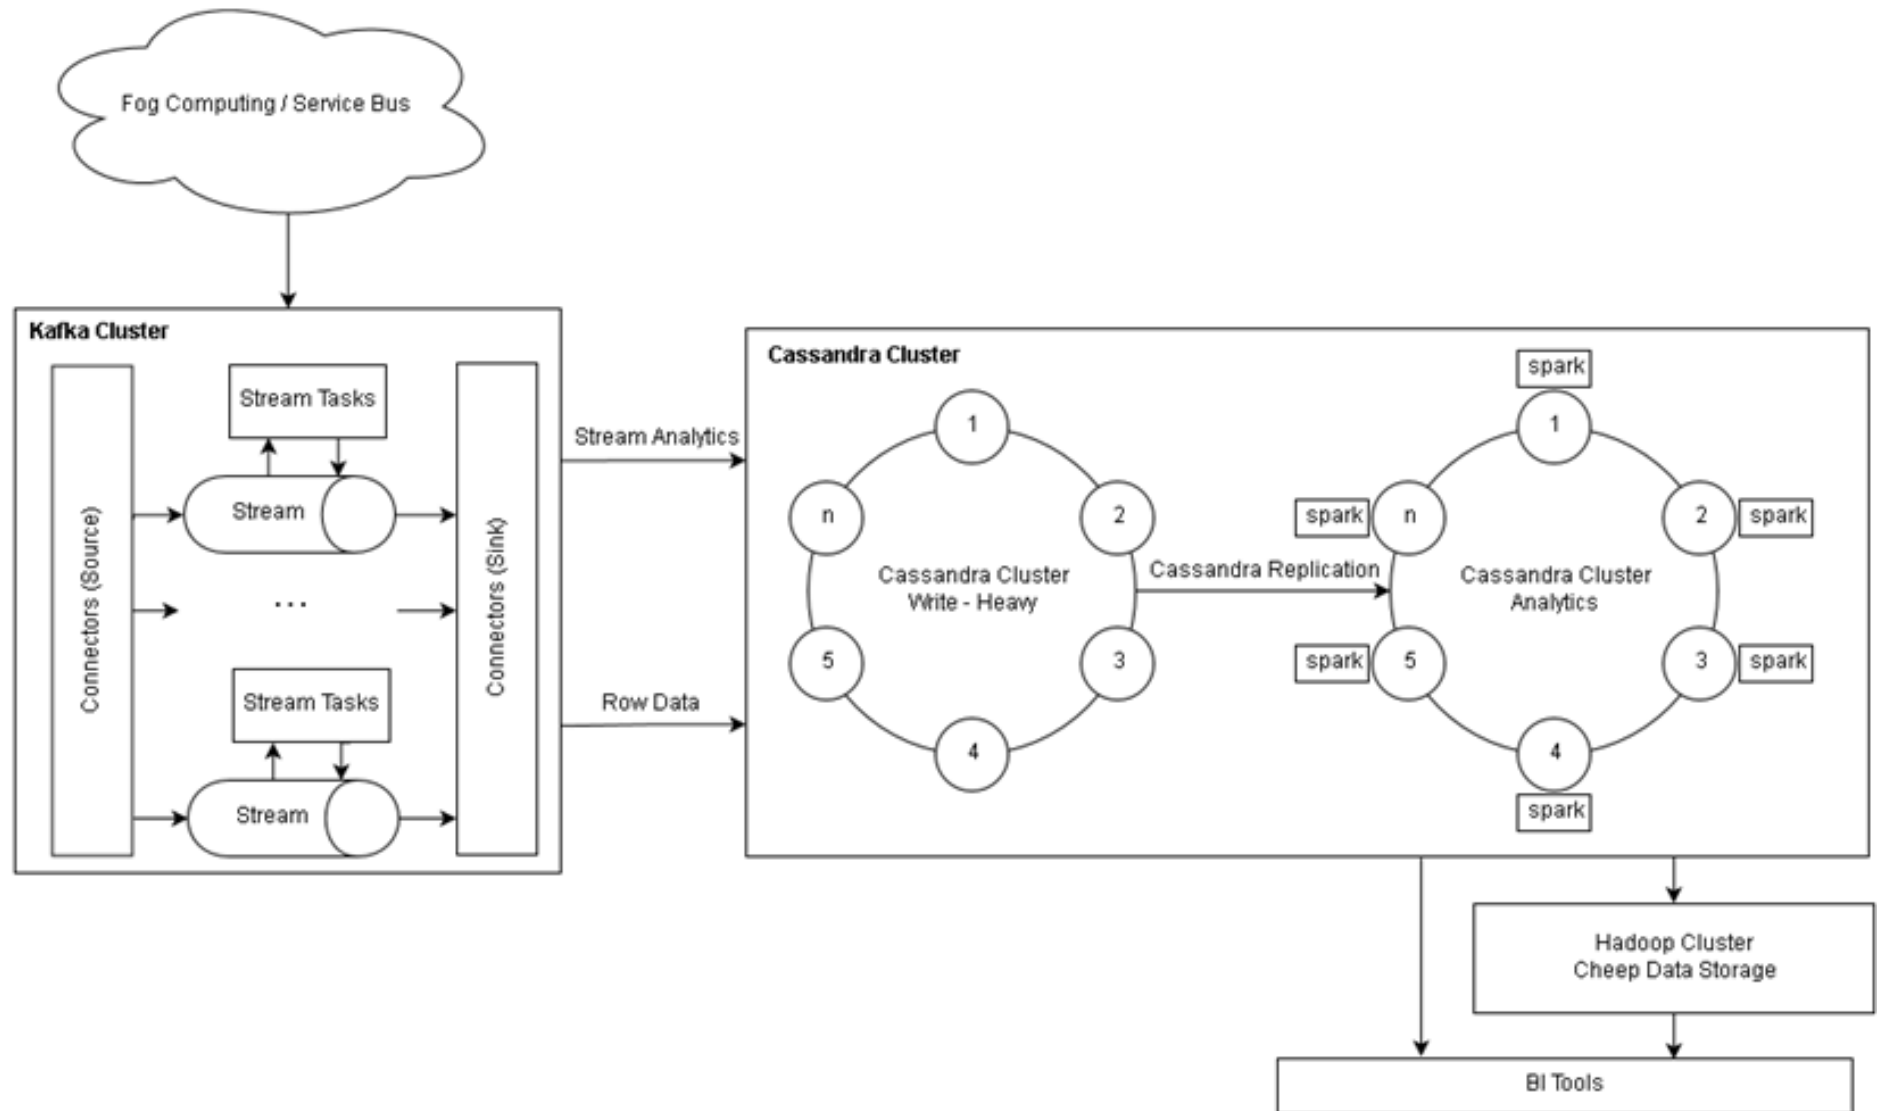 Fog Computing / Service Bus
Kafka Cluster
Connectors (Source)
Stream Tasks
Stream
...
Stream Tasks
Stream
Connectors (Sink)
Stream Analytics
Row Data
Cassandra Cluster
1
2
3
4
5
n
Cassandra Cluster
Write - Heavy
Cassandra Replication
spark
1
2
spark
3
spark
4
spark
5
spark
n
spark
Cassandra Cluster
Analytics
Hadoop Cluster
Cheep Data Storage
BI Tools